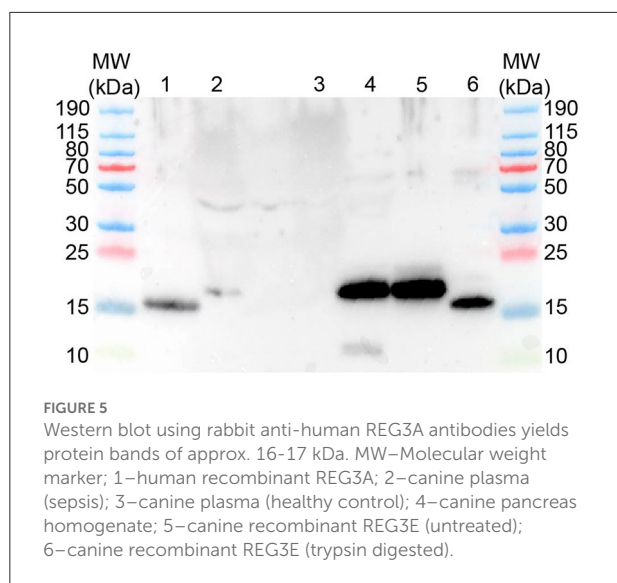 MW MW
(kDa) 1 2 3 4 5 6 (kDa)
190 190
115 115
80 80
70 70
50 50
30 30
25 25
15 15
10 10
FIGURE 5
Western blot using rabbit anti-human REG3A antibodies yields
protein bands of approx. 16-17 kDa. MW–Molecular weight
marker; 1–human recombinant REG3A; 2–canine plasma
(sepsis); 3–canine plasma (healthy control); 4–canine pancreas
homogenate; 5–canine recombinant REG3E (untreated);
6–canine recombinant REG3E (trypsin digested).